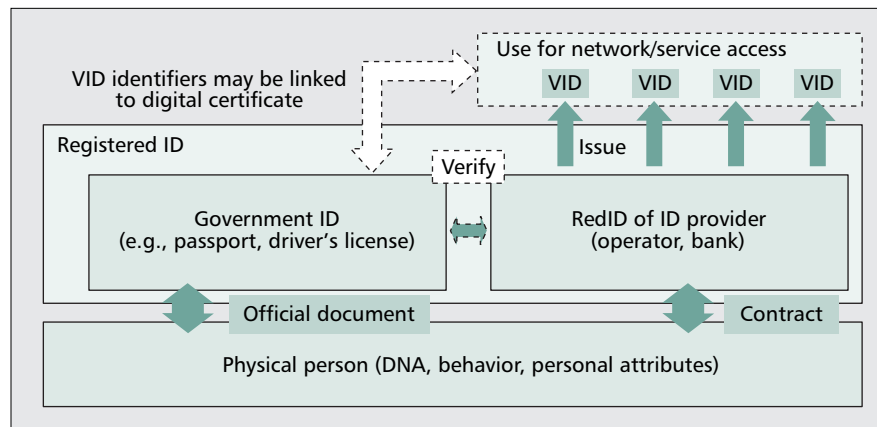 Use for network/service access
VID VID VID VID
VID identifiers may be linked
to digital certificate
Registered ID
Issue
Verify
Government ID
(e.g., passport, driver's license)
RedID of ID provider
(operator, bank)
Official document
Contract
Physical person (DNA, behavior, personal attributes)